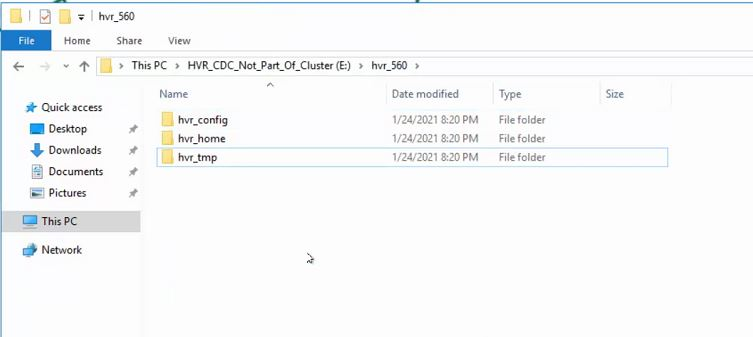 hvr_560
File Home Share View
This PC HVR_CDC_Not_Part_Of_Cluster (E:) hvr_560
Name Date modified Type Size
Quick access
Desktop
Downloads
Documents
Pictures
This PC
Network
hvr_config 1/24/2021 8:20 PM File folder
hvr_home 1/24/2021 8:20 PM File folder
hvr_tmp 1/24/2021 8:20 PM File folder